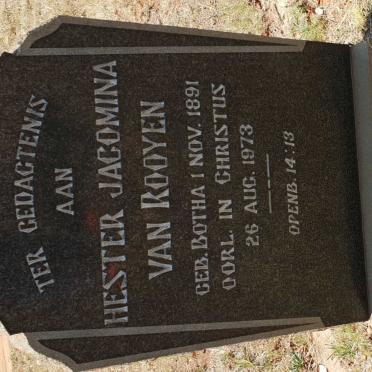 TER GEDAGTENIS
AAN
HESTER JACOMINA
VAN ROOYEN
GEB. BOTHA 1 NOV. 1891
OORL. IN CHRISTUS
26 AUG. 1973
OPENB. 14:13